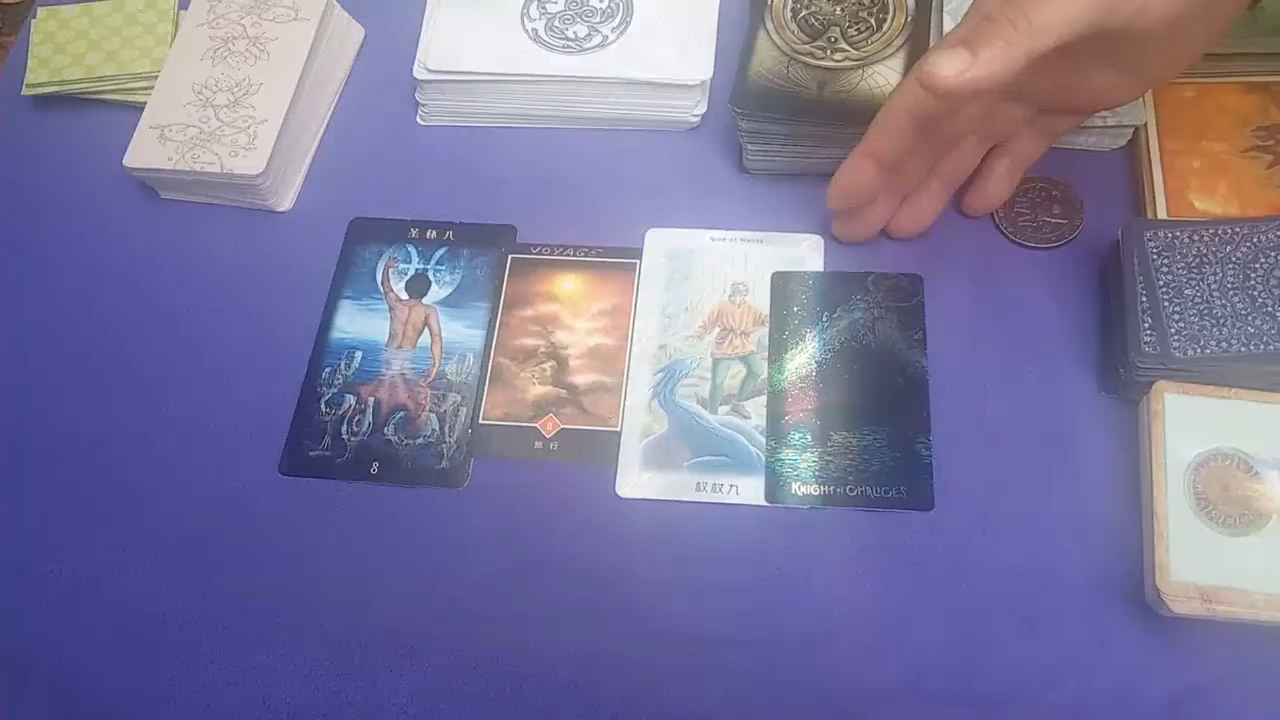 圣杯八
8
VOYAGE
8
旅行
Nine of Wands
权杖九
KNIGHT OF CHALICES